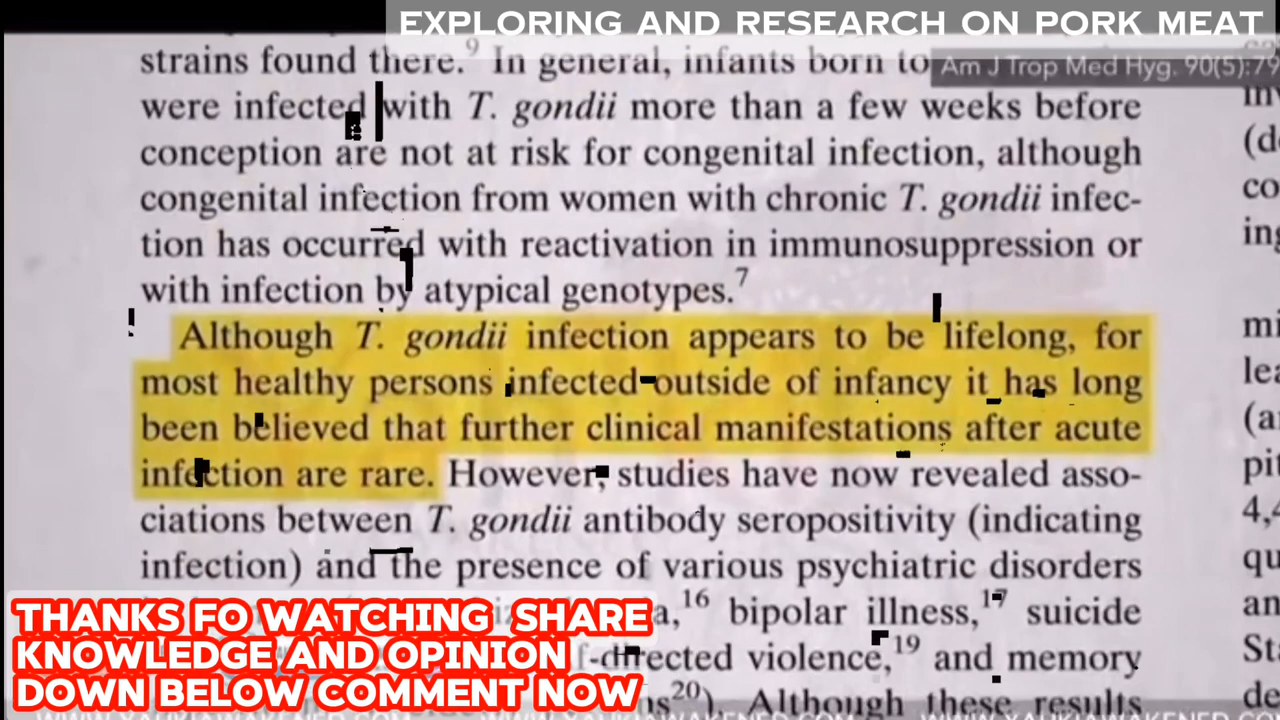 EXPLORING AND RESEARCH ON PORK MEAT
strains found there.9 In general, infants born to
Am J Trop Med Hyg. 90(5):79
were infected with T. gondii more than a few weeks before
conception are not at risk for congenital infection, although
congenital infection from women with chronic T. gondii infec-
tion has occurred with reactivation in immunosuppression or
with infection by atypical genotypes.7
Although T. gondii infection appears to be lifelong, for
most healthy persons infected outside of infancy it has long
been believed that further clinical manifestations after acute
infection are rare. However, studies have now revealed asso-
ciations between T. gondii antibody seropositivity (indicating
infection) and the presence of various psychiatric disorders
16 bipolar illness,17 suicide
-directed violence,19 and memory
20). Although these results
THANKS FO WATCHING SHARE
KNOWLEDGE AND OPINION
DOWN BELOW COMMENT NOW